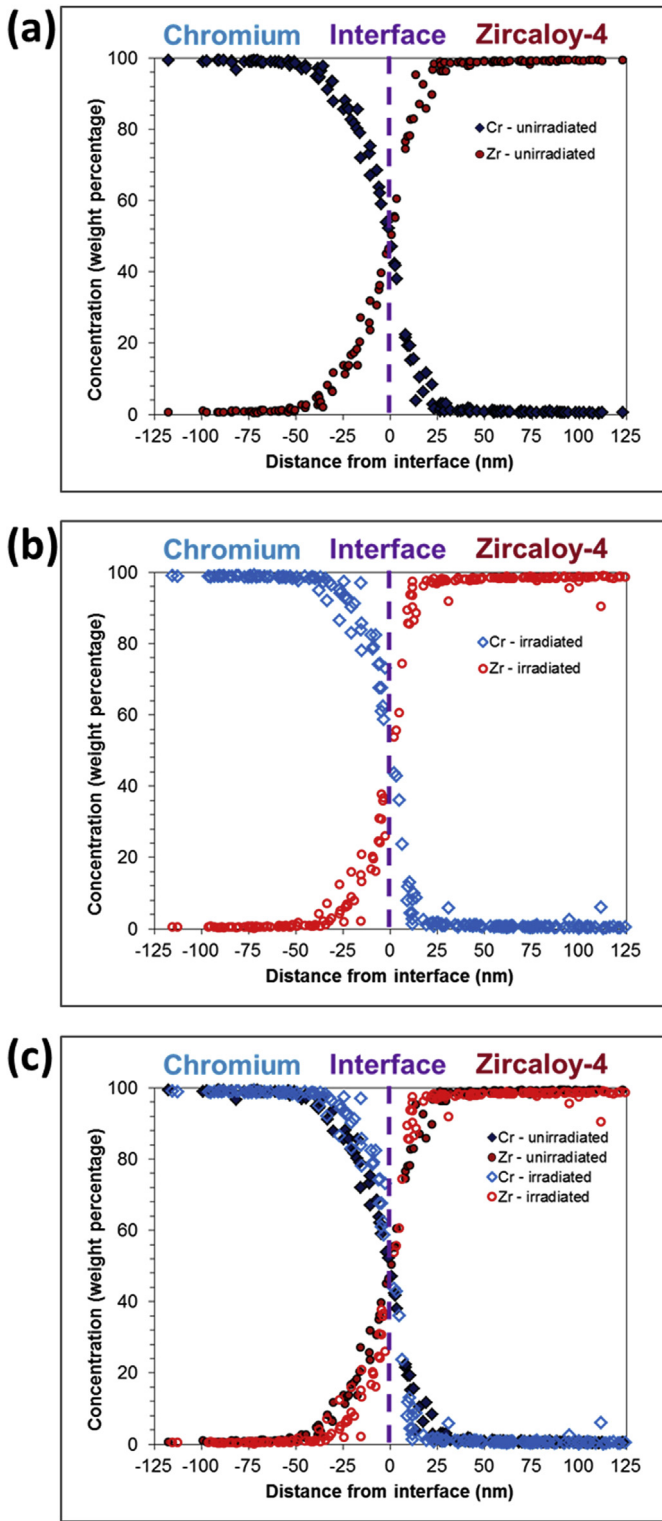 (a)
Chromium Interface Zircaloy-4
100
80
60
40
20
0
Concentration (weight percentage)
Cr - unirradiated
Zr - unirradiated
-125 -100 -75 -50 -25 0 25 50 75 100 125
Distance from interface (nm)
(b)
Chromium Interface Zircaloy-4
100
80
60
40
20
0
Concentration (weight percentage)
Cr - irradiated
Zr - irradiated
-125 -100 -75 -50 -25 0 25 50 75 100 125
Distance from interface (nm)
(c)
Chromium Interface Zircaloy-4
100
80
60
40
20
0
Concentration (weight percentage)
Cr - unirradiated
Zr - unirradiated
Cr - irradiated
Zr - irradiated
-125 -100 -75 -50 -25 0 25 50 75 100 125
Distance from interface (nm)